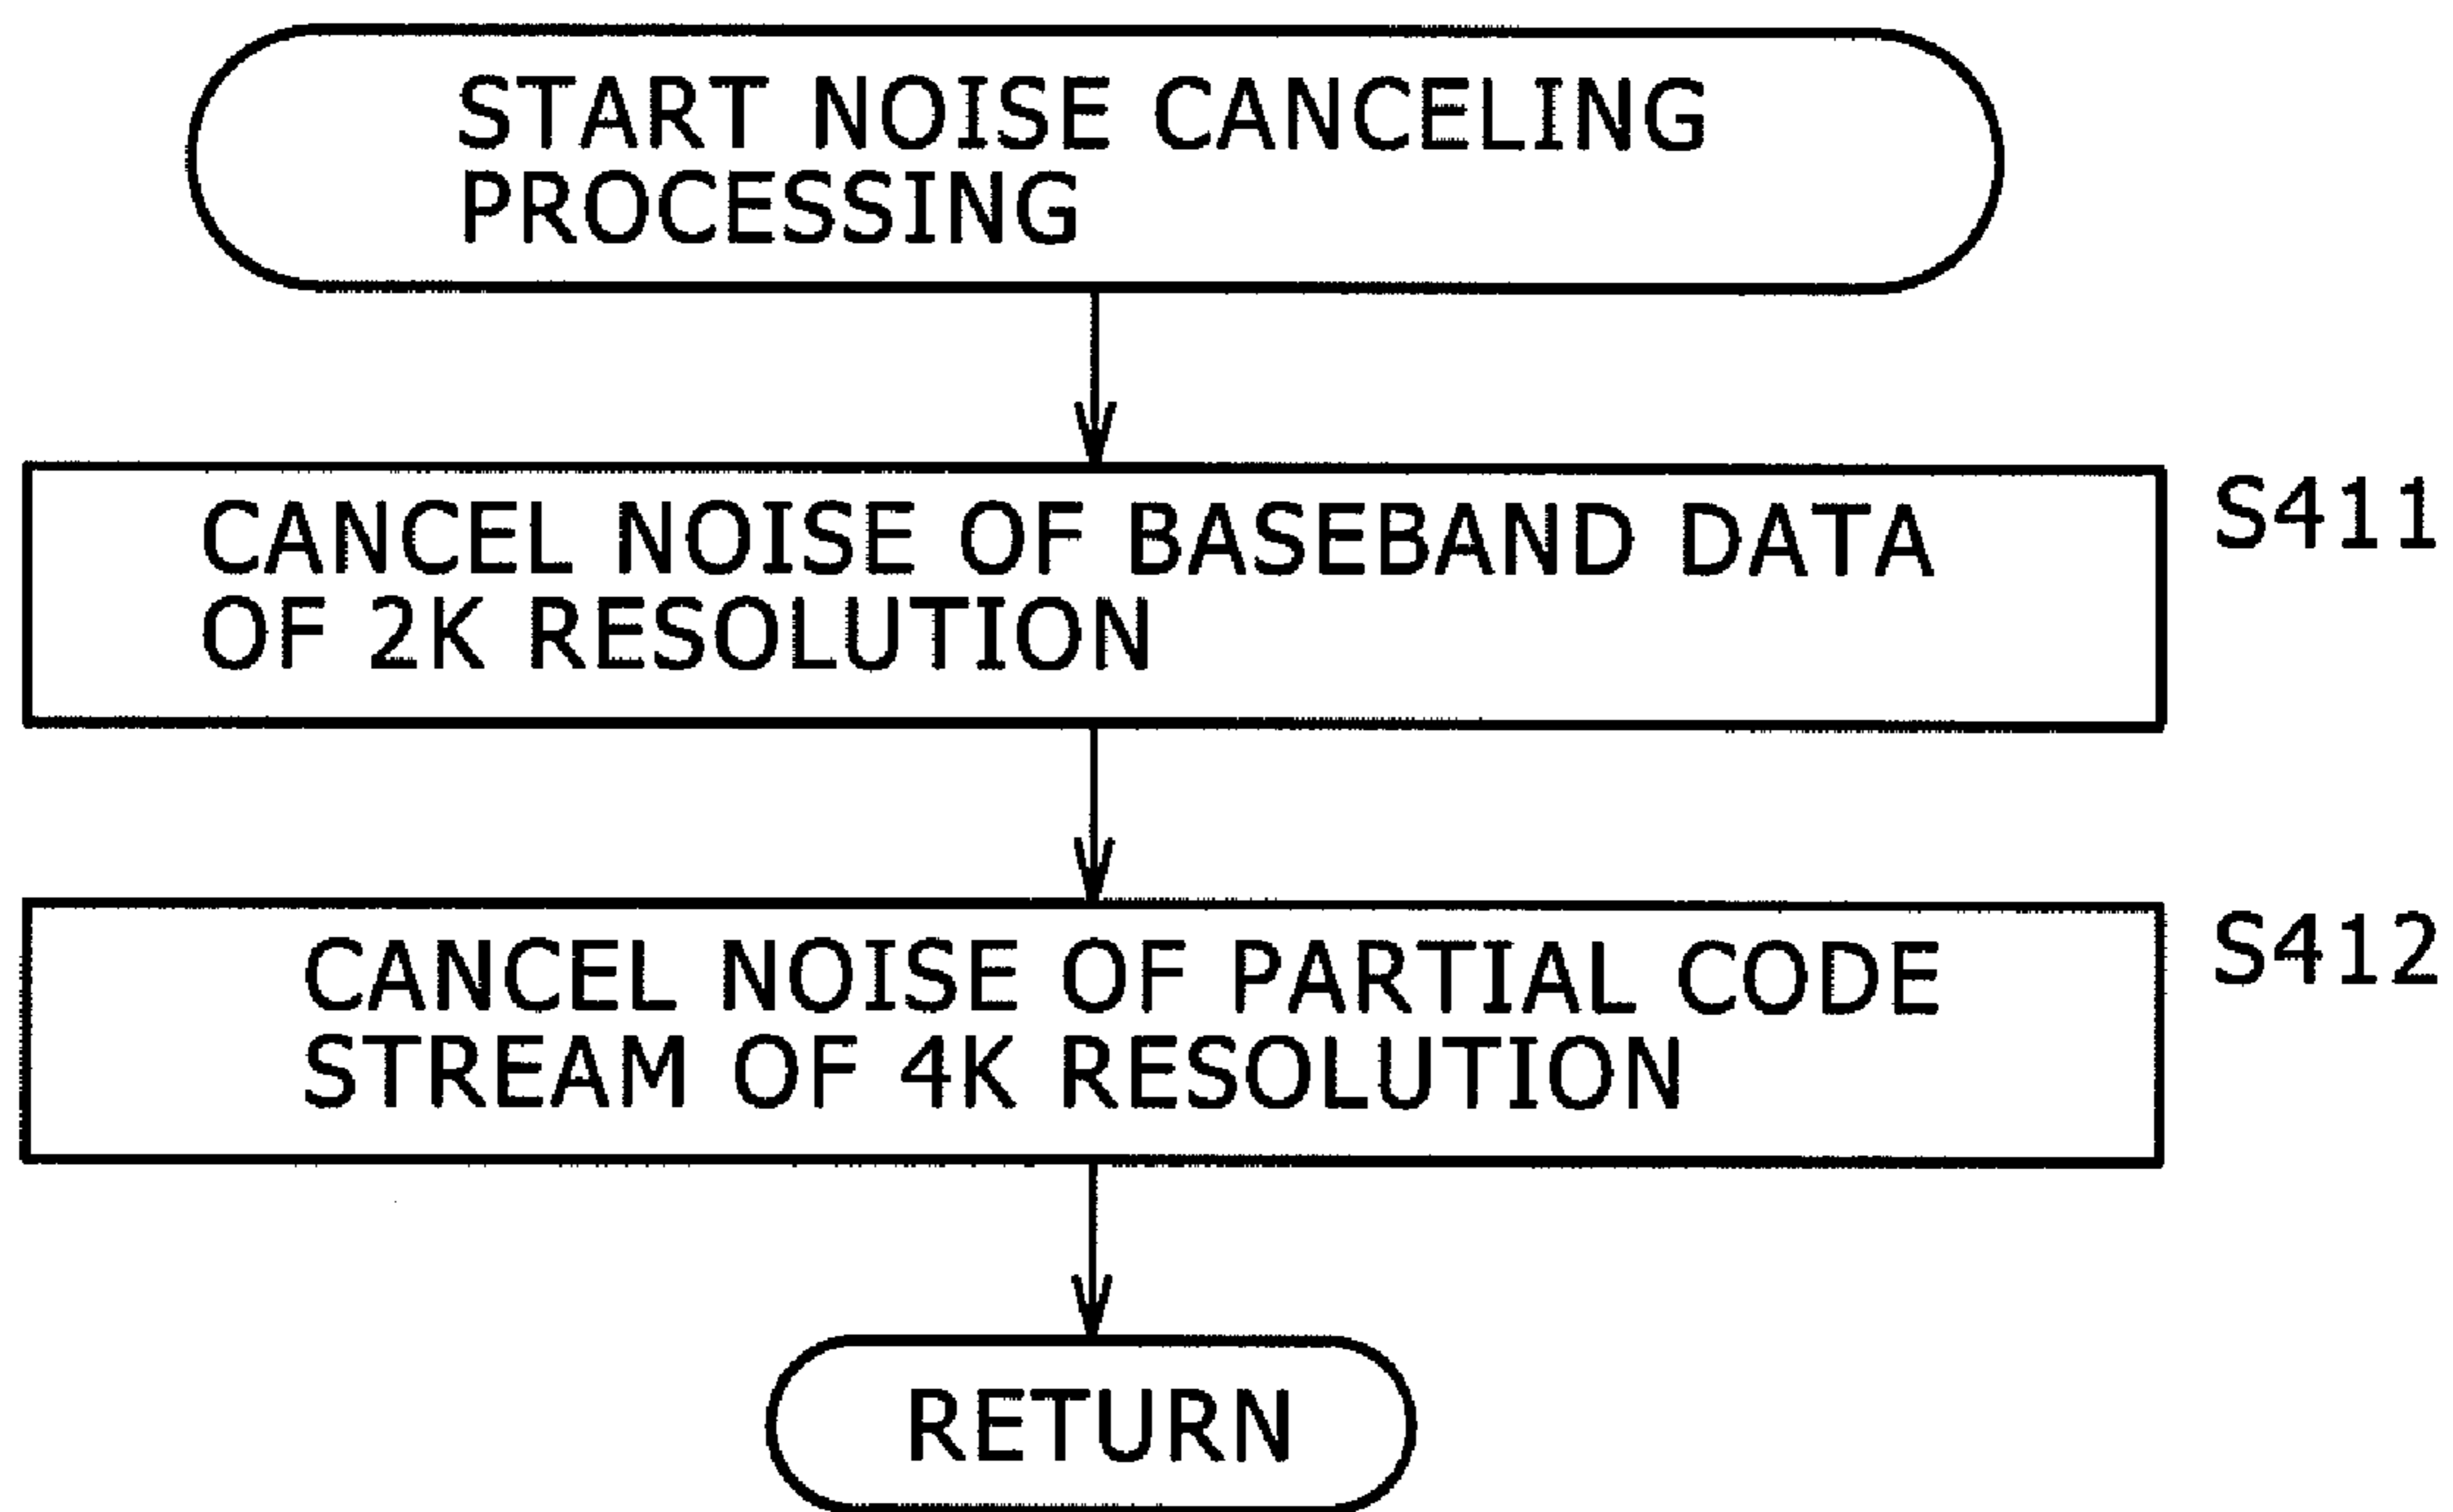 START NOISE CANCELING
PROCESSING
CANCEL NOISE OF BASEBAND DATA
OF 2K RESOLUTION
S411
CANCEL NOISE OF PARTIAL CODE
STREAM OF 4K RESOLUTION
S412
RETURN